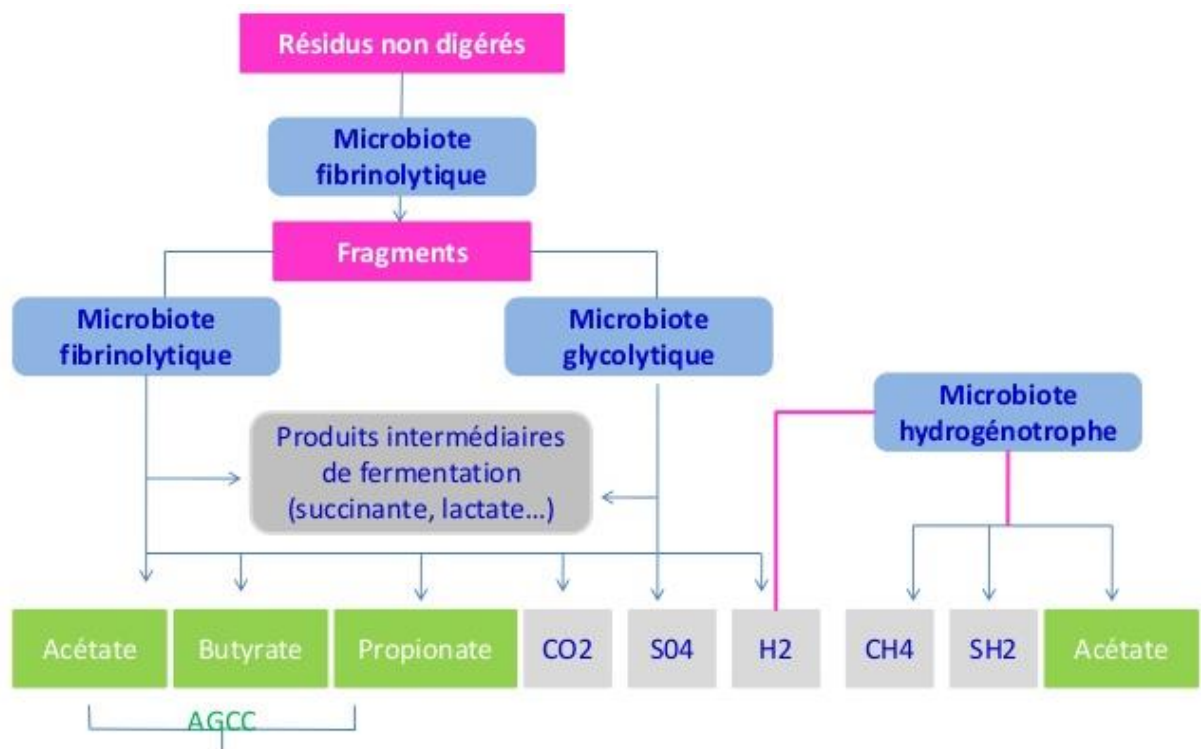 Résidus non digérés
Microbiote
fibrinolytique
Fragments
Microbiote
fibrinolytique
Microbiote
glycolytique
Microbiote
hydrogénotrophe
Produits intermédiaires
de fermentation
(succinante, lactate...)
Acétate
Butyrate
Propionate
CO2
S04
H2
CH4
SH2
Acétate
AGCC